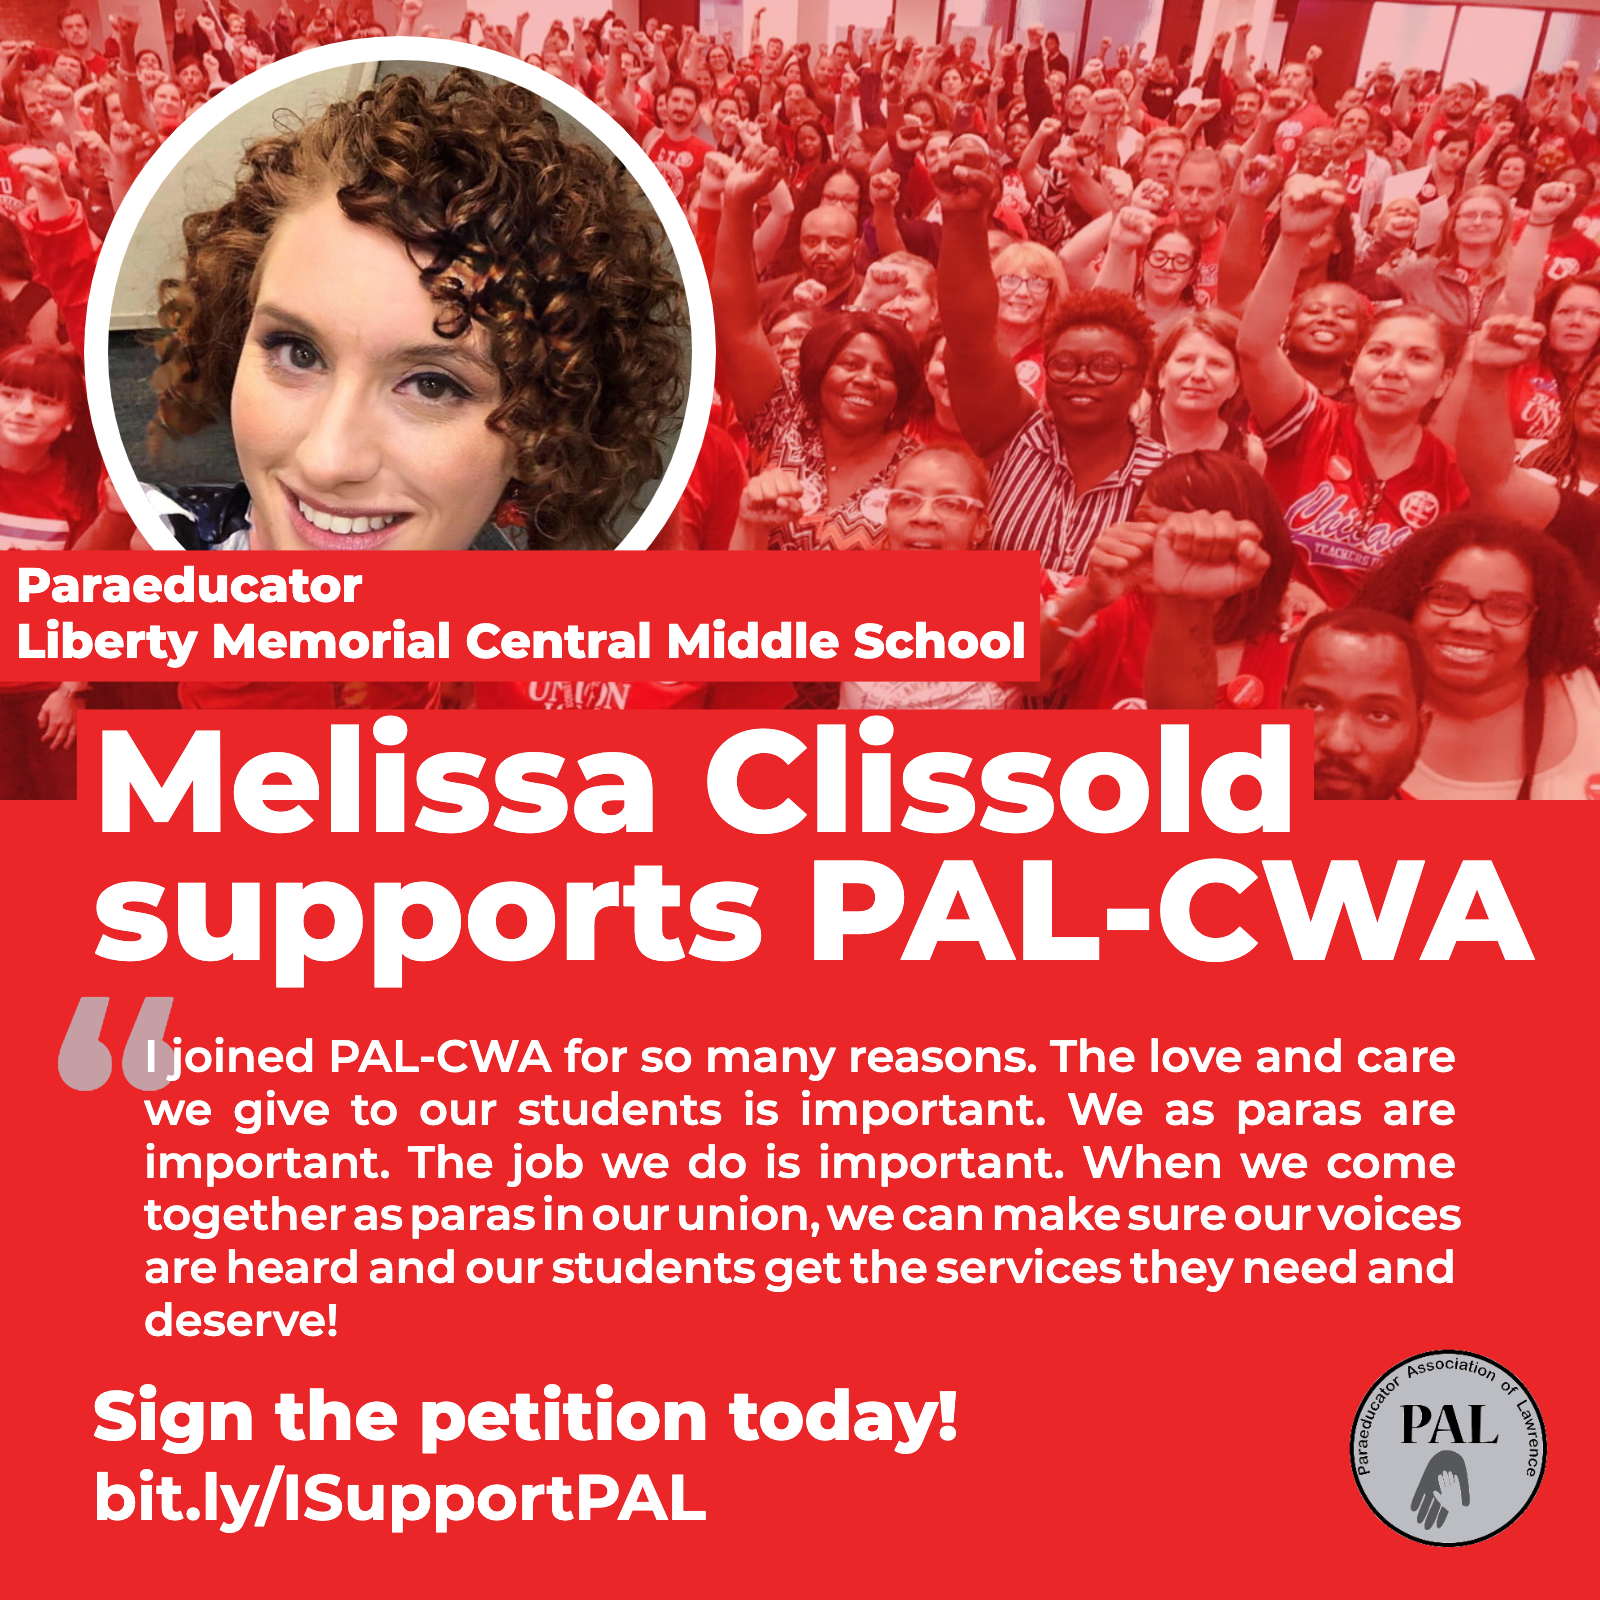 Paraeducator
Liberty Memorial Central Middle School
UNION
Chicago
TEACHERS
Melissa Clissold
supports PAL-CWA
“I joined PAL-CWA for so many reasons. The love and care
we give to our students is important. We as paras are
important. The job we do is important. When we come
together as paras in our union, we can make sure our voices
are heard and our students get the services they need and
deserve!
Sign the petition today!
bit.ly/ISupportPAL
Paraeducator Association of Lawrence
PAL